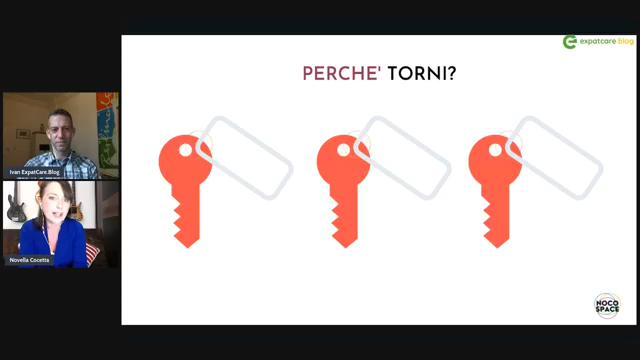 expatcare.blog
PERCHE' TORNI?
Ivan ExpatCare.Blog
Novella Cocetta
NOCO
SPACE